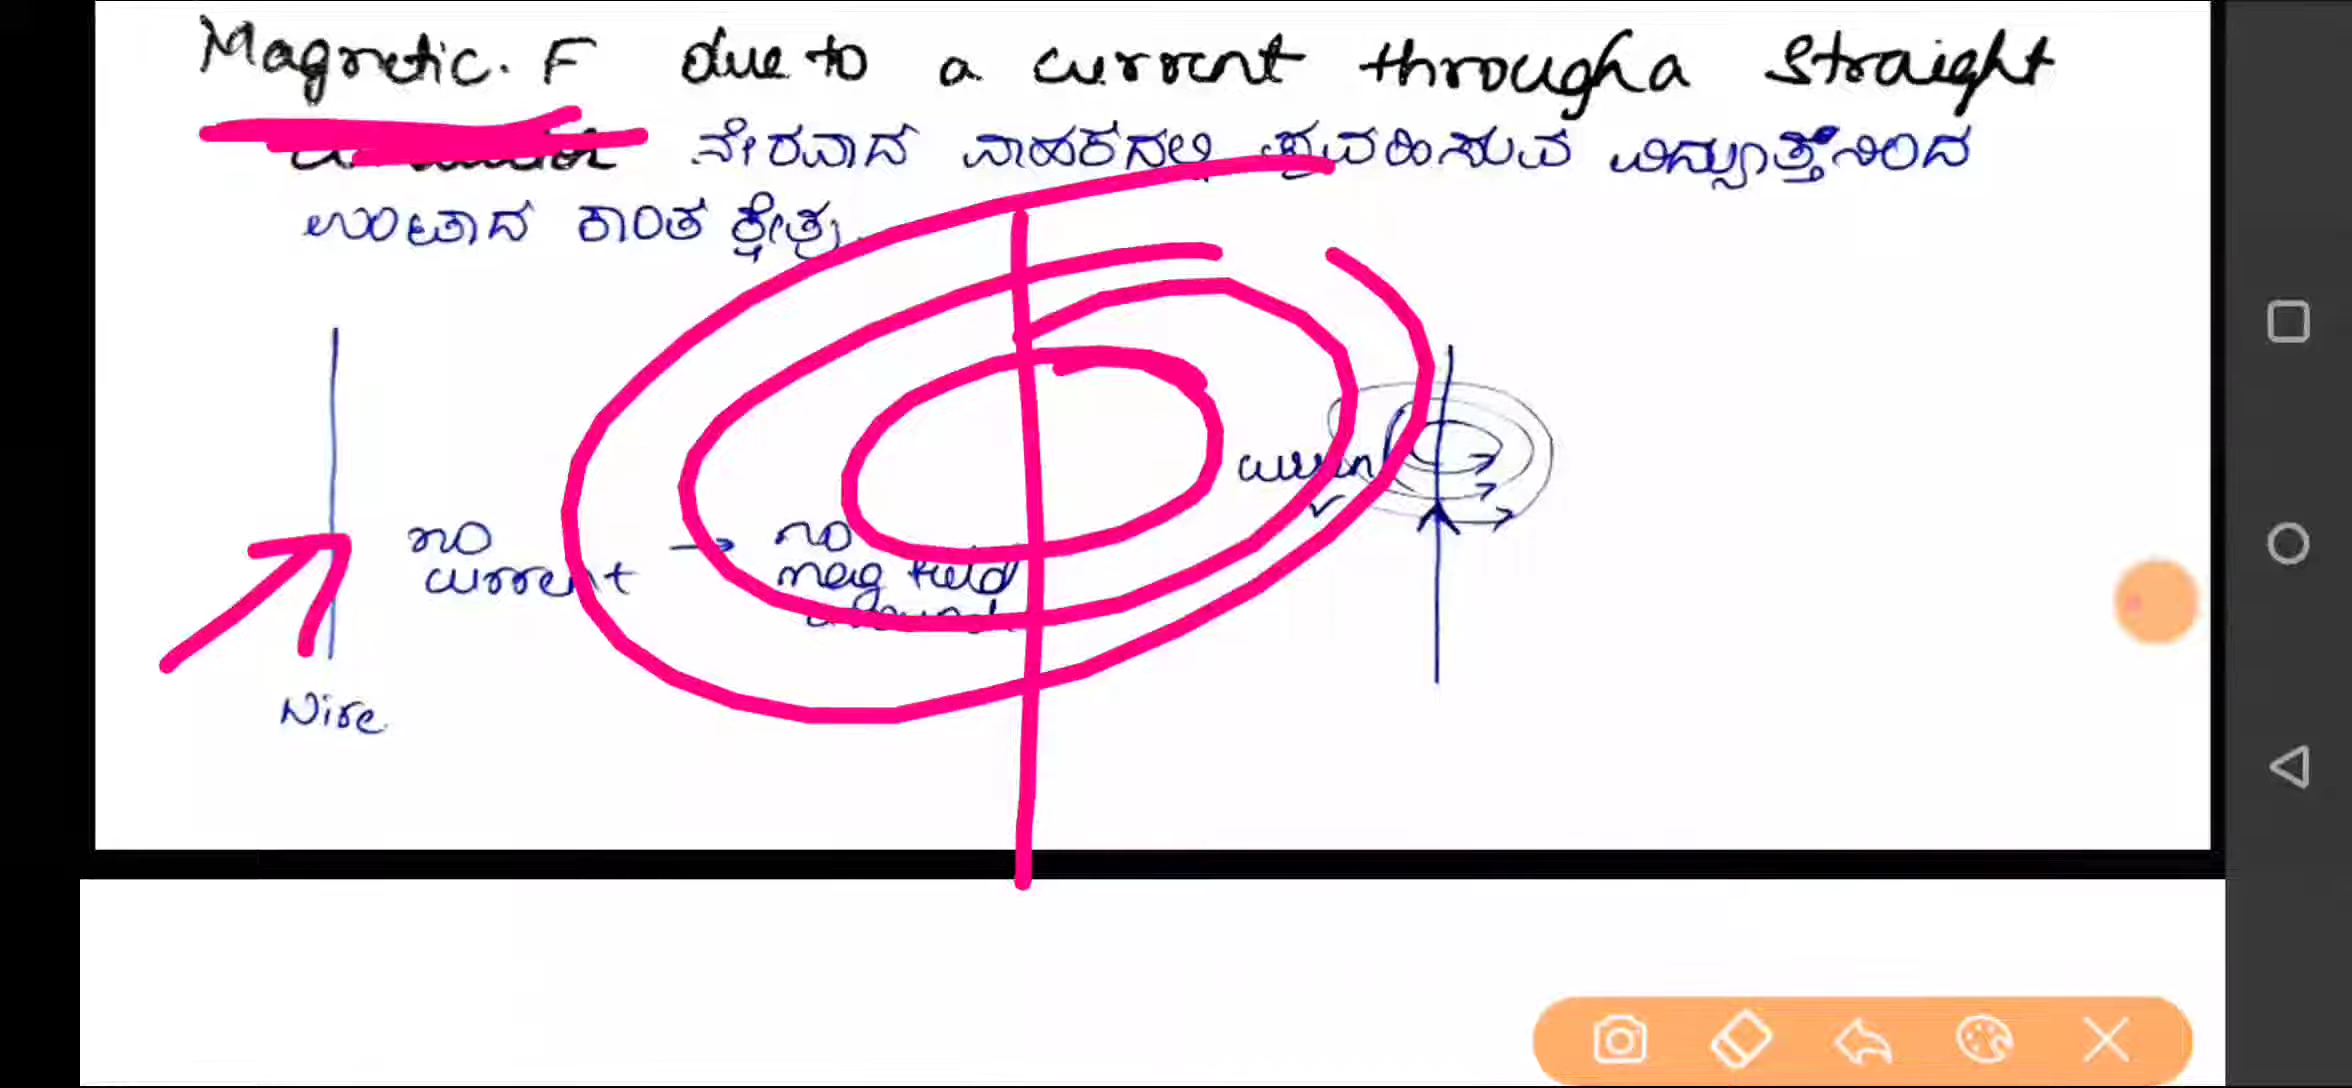 Magnetic. F due to a current through a straight
ನೇರವಾದ ವಾಹಕದಲ್ಲಿ ಪ್ರವಹಿಸುವ ವಿದ್ಯುತ್ತ್‌ನಿಂದ
ಉಂಟಾದ ಕಾಂತ ಕ್ಷೇತ್ರ.
no current → no mag field
current
Wire